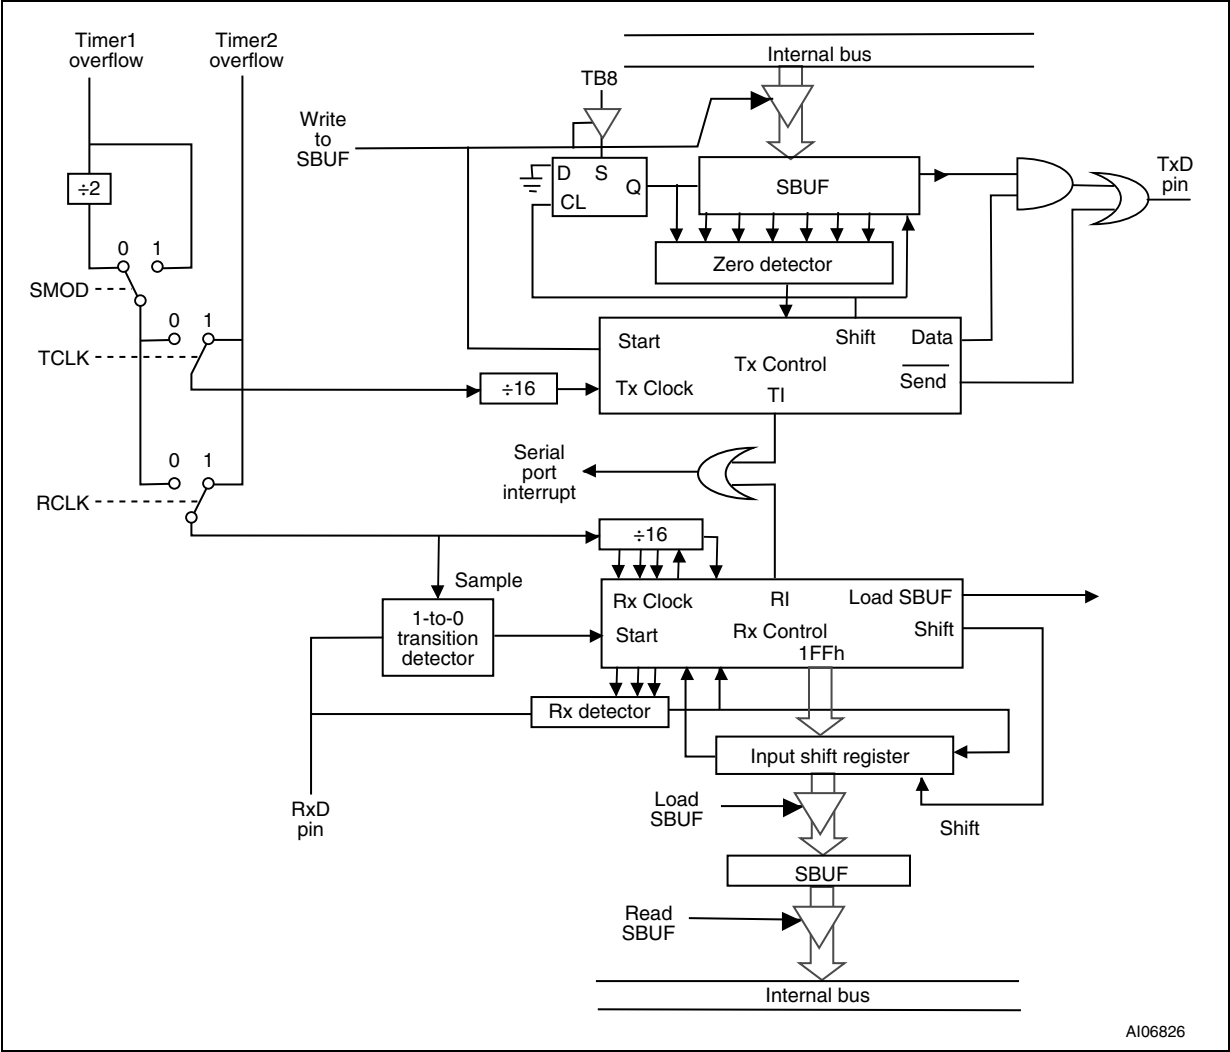 Timer1
overflow
Timer2
overflow
Internal bus
TB8
Write
to
SBUF
D
S
Q
CL
SBUF
TxD
pin
÷2
0
1
Zero detector
SMOD
0
1
TCLK
Start
Shift
Data
Tx Control
Send
Tx Clock
TI
÷16
Serial
port
interrupt
0
1
RCLK
÷16
Sample
1-to-0
transition
detector
Rx Clock
RI
Load SBUF
Start
Rx Control
Shift
1FFh
Rx detector
Input shift register
RxD
pin
Load
SBUF
Shift
SBUF
Read
SBUF
Internal bus
AI06826